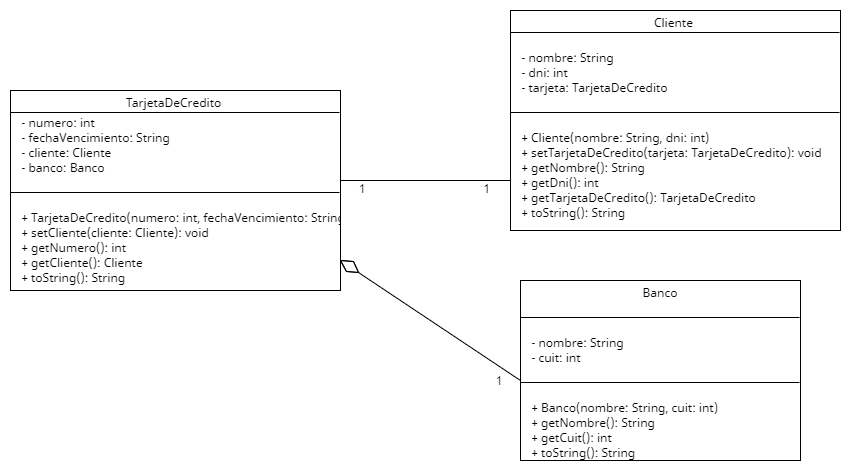 TarjetaDeCredito
- numero: int
- fechaVencimiento: String
- cliente: Cliente
- banco: Banco
+ TarjetaDeCredito(numero: int, fechaVencimiento: String
+ setCliente(cliente: Cliente): void
+ getNumero(): int
+ getCliente(): Cliente
+ toString(): String
1
1
Cliente
- nombre: String
- dni: int
- tarjeta: TarjetaDeCredito
+ Cliente(nombre: String, dni: int)
+ setTarjetaDeCredito(tarjeta: TarjetaDeCredito): void
+ getNombre(): String
+ getDni(): int
+ getTarjetaDeCredito(): TarjetaDeCredito
+ toString(): String
1
Banco
- nombre: String
- cuit: int
+ Banco(nombre: String, cuit: int)
+ getNombre(): String
+ getCuit(): int
+ toString(): String